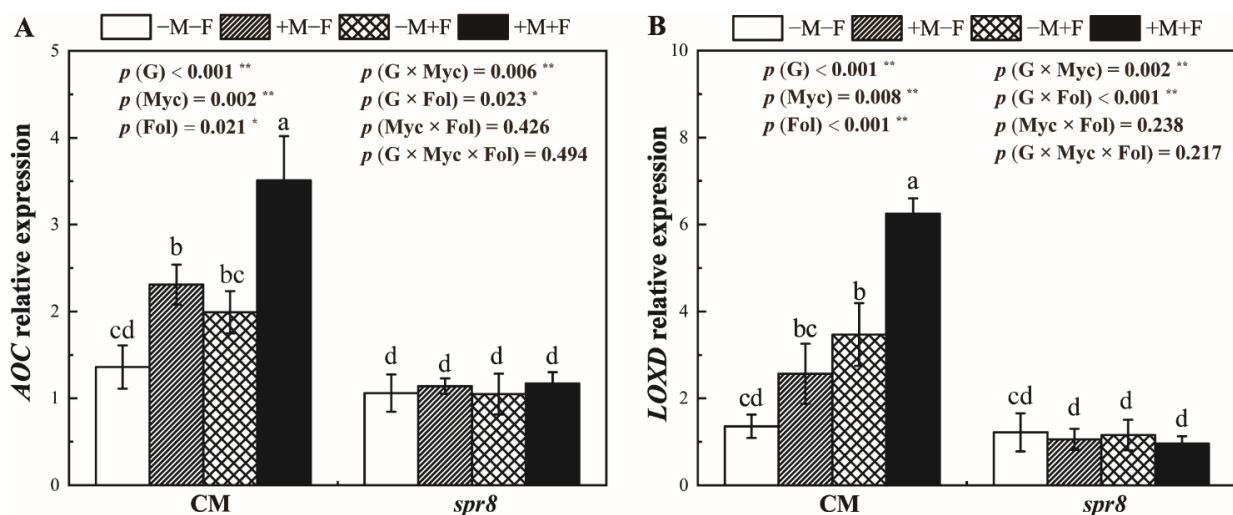 A
−M−F +M−F −M+F +M+F
AOC relative expression
5
4
3
2
1
0
p (G) < 0.001 **
p (Myc) = 0.002 **
p (Fol) = 0.021 *
p (G × Myc) = 0.006 **
p (G × Fol) = 0.023 *
p (Myc × Fol) = 0.426
p (G × Myc × Fol) = 0.494
cd b bc a
d d d d
CM spr8
B
−M−F +M−F −M+F +M+F
LOXD relative expression
10
8
6
4
2
0
p (G) < 0.001 **
p (Myc) = 0.008 **
p (Fol) < 0.001 **
p (G × Myc) = 0.002 **
p (G × Fol) < 0.001 **
p (Myc × Fol) = 0.238
p (G × Myc × Fol) = 0.217
cd bc b a
cd d d d
CM spr8